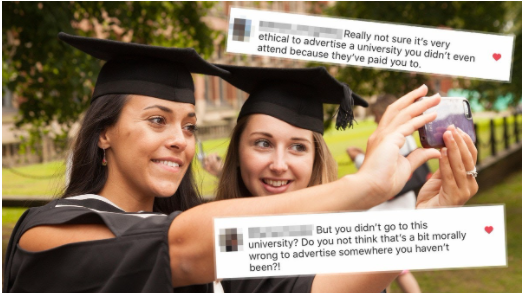 Really not sure it's very
ethical to advertise a university you didn't even
attend because they've paid you to.
But you didn't go to this
university? Do you not think that's a bit morally
wrong to advertise somewhere you haven't
been?!